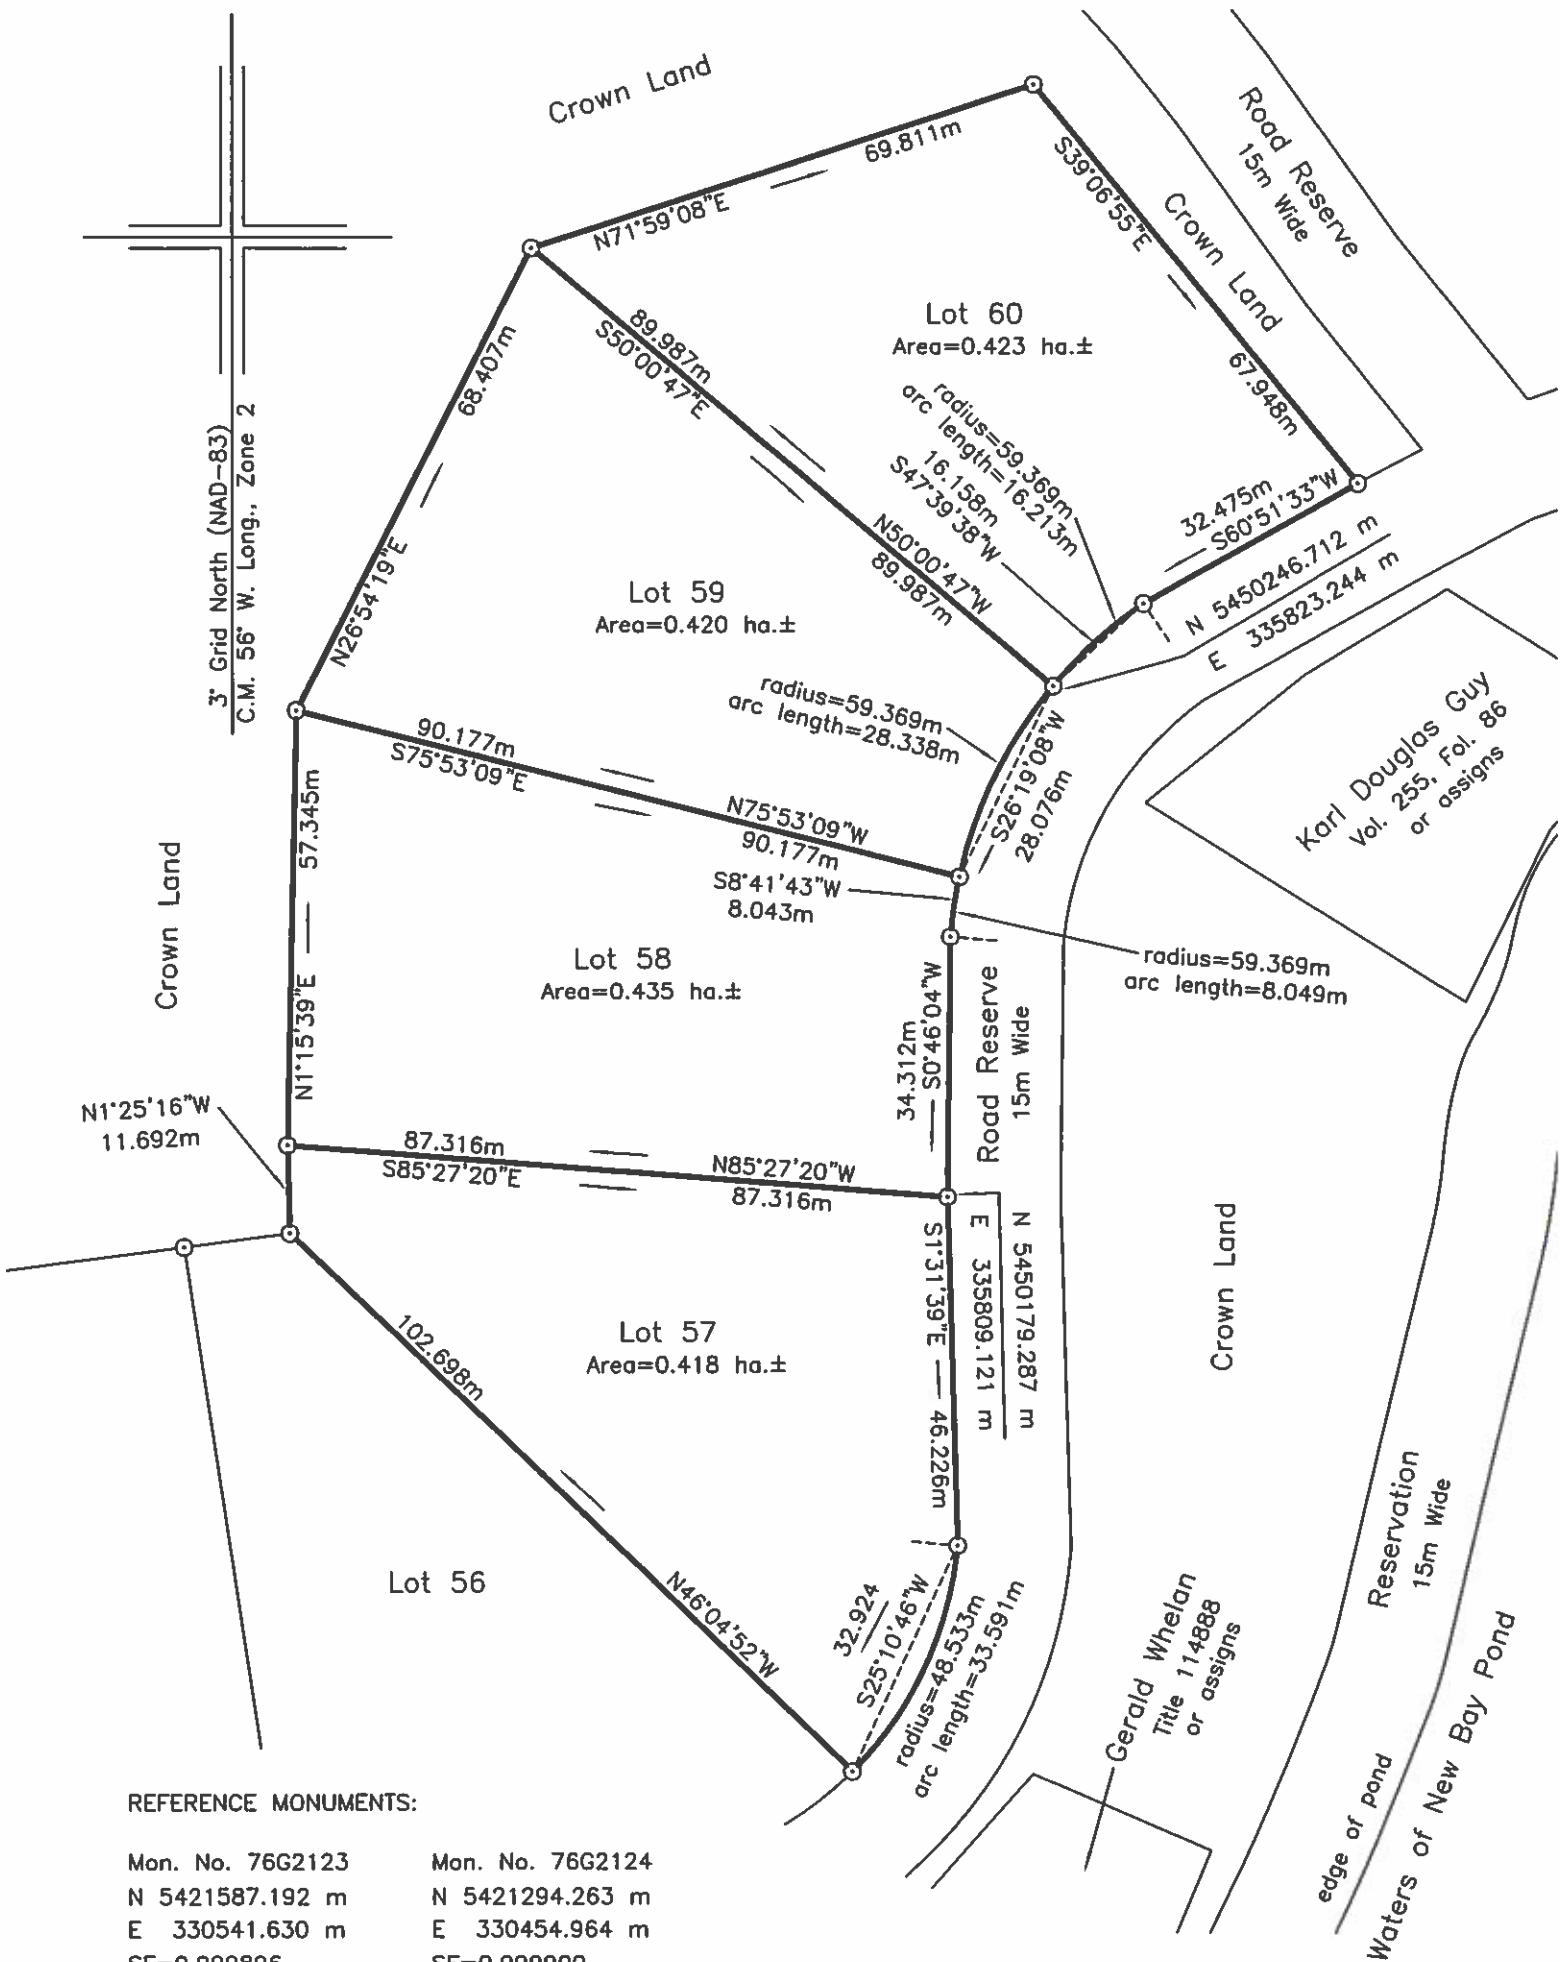 Crown Land
69.811m
N71°59'08"E
S39°06'55"E
67.948m
Crown Land
Road Reserve
15m Wide
3° Grid North (NAD-83)
C.M. 56° W. Long., Zone 2
Lot 60
Area=0.423 ha.±
68.407m
N26°54'19"E
89.987m
S50°00'47"E
N50°00'47"W
89.987m
radius=59.369m
arc length=16.213m
16.158m
S47°39'38"W
32.475m
S60°51'33"W
N 5450246.712 m
E 335823.244 m
Lot 59
Area=0.420 ha.±
radius=59.369m
arc length=28.338m
S26°19'08"W
28.076m
Karl Douglas Guy
Vol. 255, Fol. 86
or assigns
90.177m
S75°53'09"E
N75°53'09"W
90.177m
S8°41'43"W
8.043m
radius=59.369m
arc length=8.049m
Crown Land
57.345m
N1°15'39"E
Lot 58
Area=0.435 ha.±
34.312m
S0°46'04"W
Road Reserve
15m Wide
N1°25'16"W
11.692m
87.316m
S85°27'20"E
N85°27'20"W
87.316m
N 5450179.287 m
E 335809.121 m
S1°31'39"E
46.226m
Crown Land
Lot 57
Area=0.418 ha.±
102.698m
N46°04'52"W
Lot 56
32.924
S25°10'46"W
radius=48.533m
arc length=33.591m
Gerald Whelan
Title 114888
or assigns
Reservation
15m Wide
edge of pond
Waters of New Bay Pond
REFERENCE MONUMENTS:
Mon. No. 76G2123
N 5421587.192 m
E 330541.630 m
Mon. No. 76G2124
N 5421294.263 m
E 330454.964 m